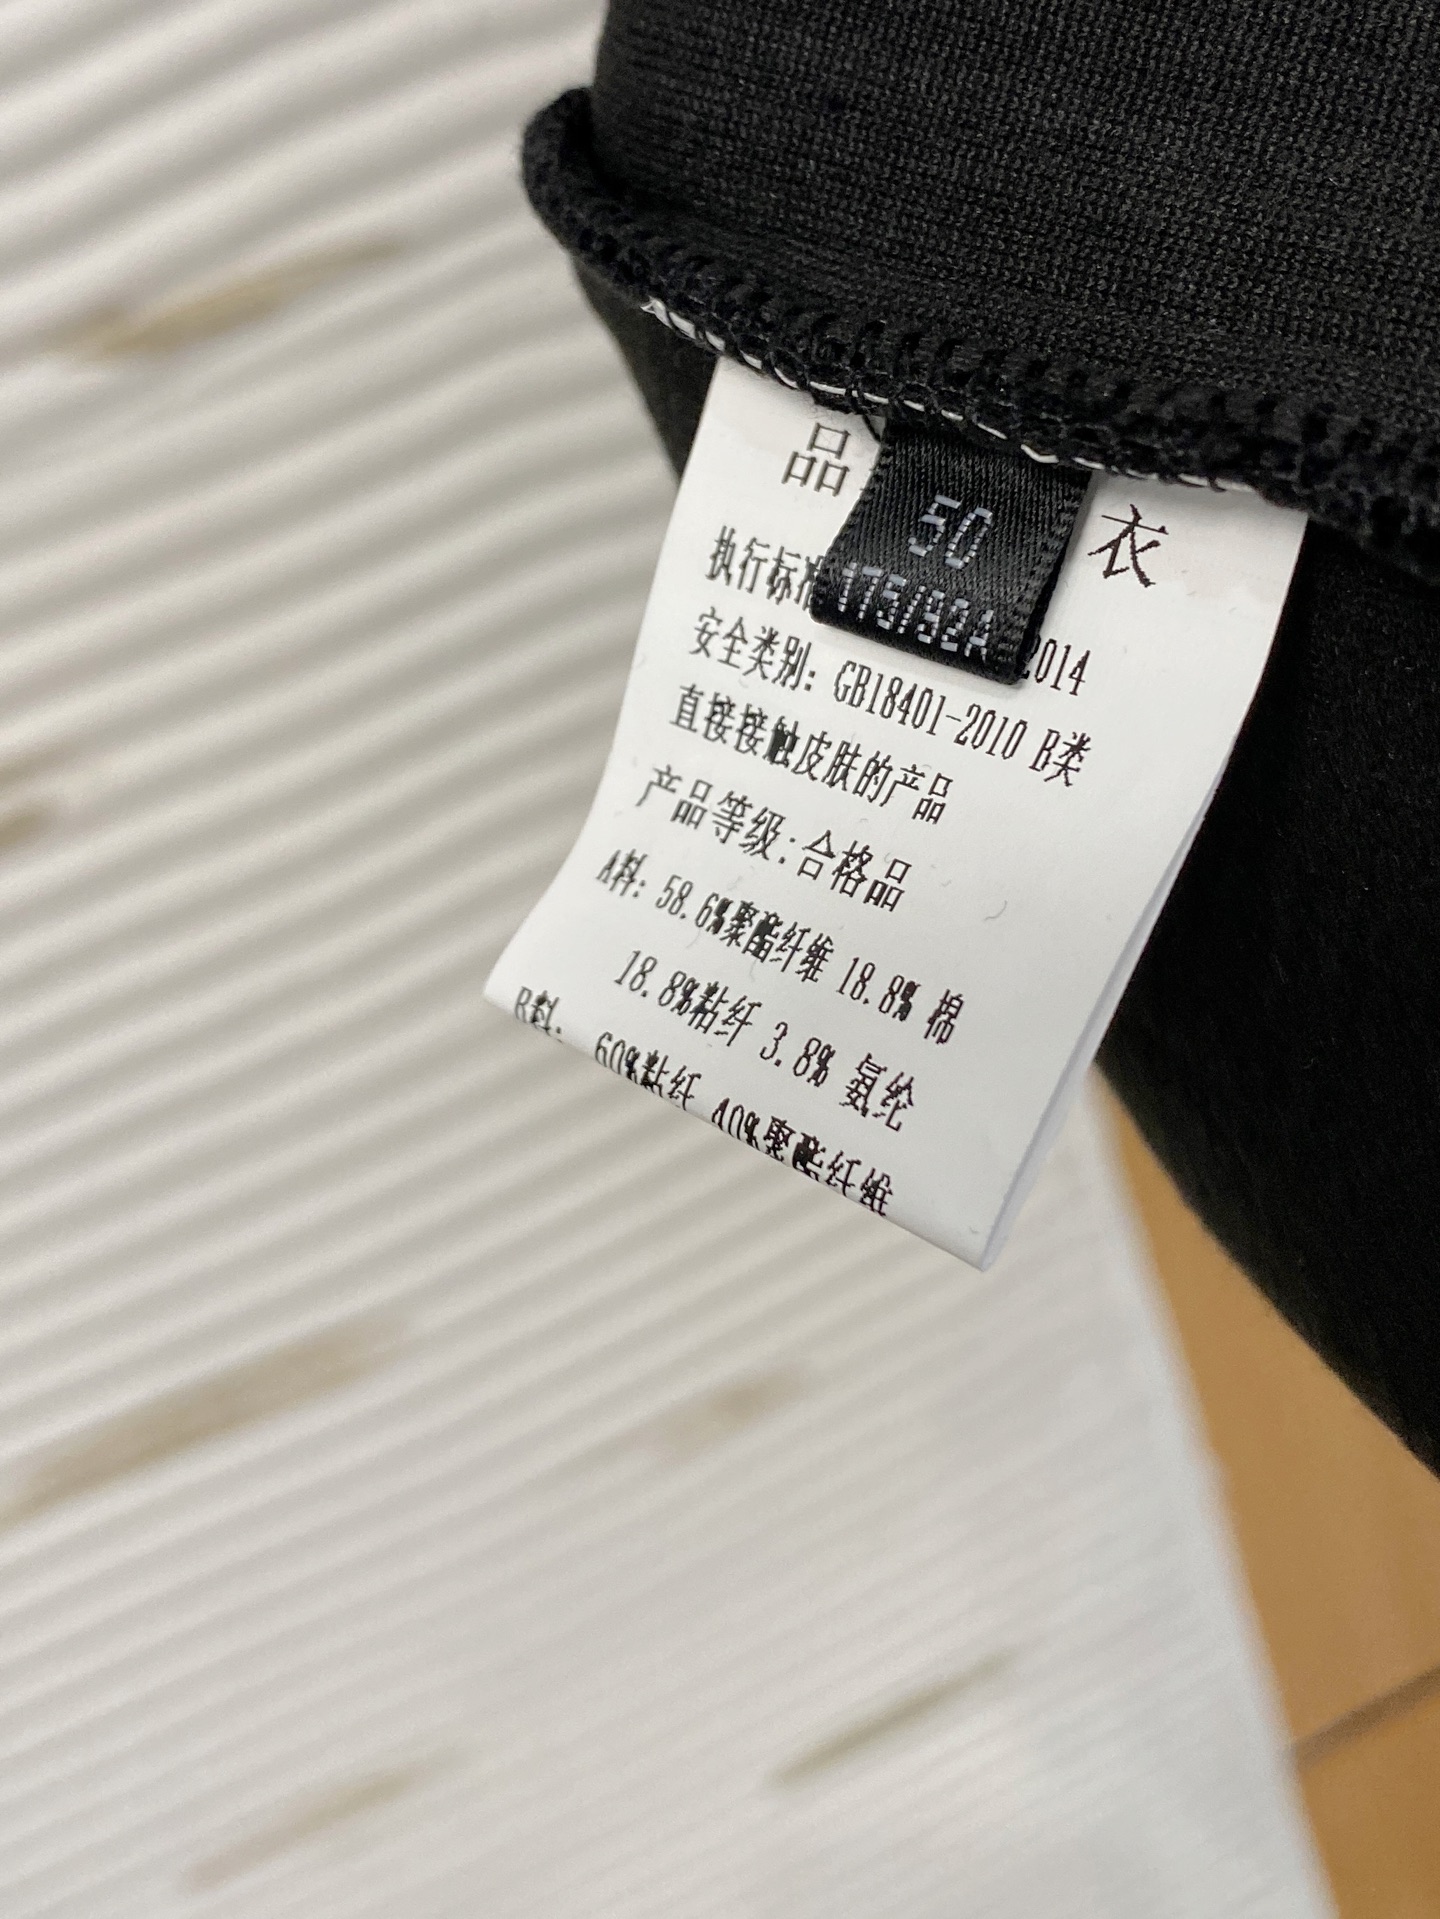 品 衣
50
175/92A
执行标准 2014
安全类别: GB18401-2010 B类
直接接触皮肤的产品
产品等级:合格品
A料: 58.6%聚酯纤维 18.8% 棉
18.8%粘纤 3.8% 氨纶
B料: 60%粘纤 40%聚酯纤维